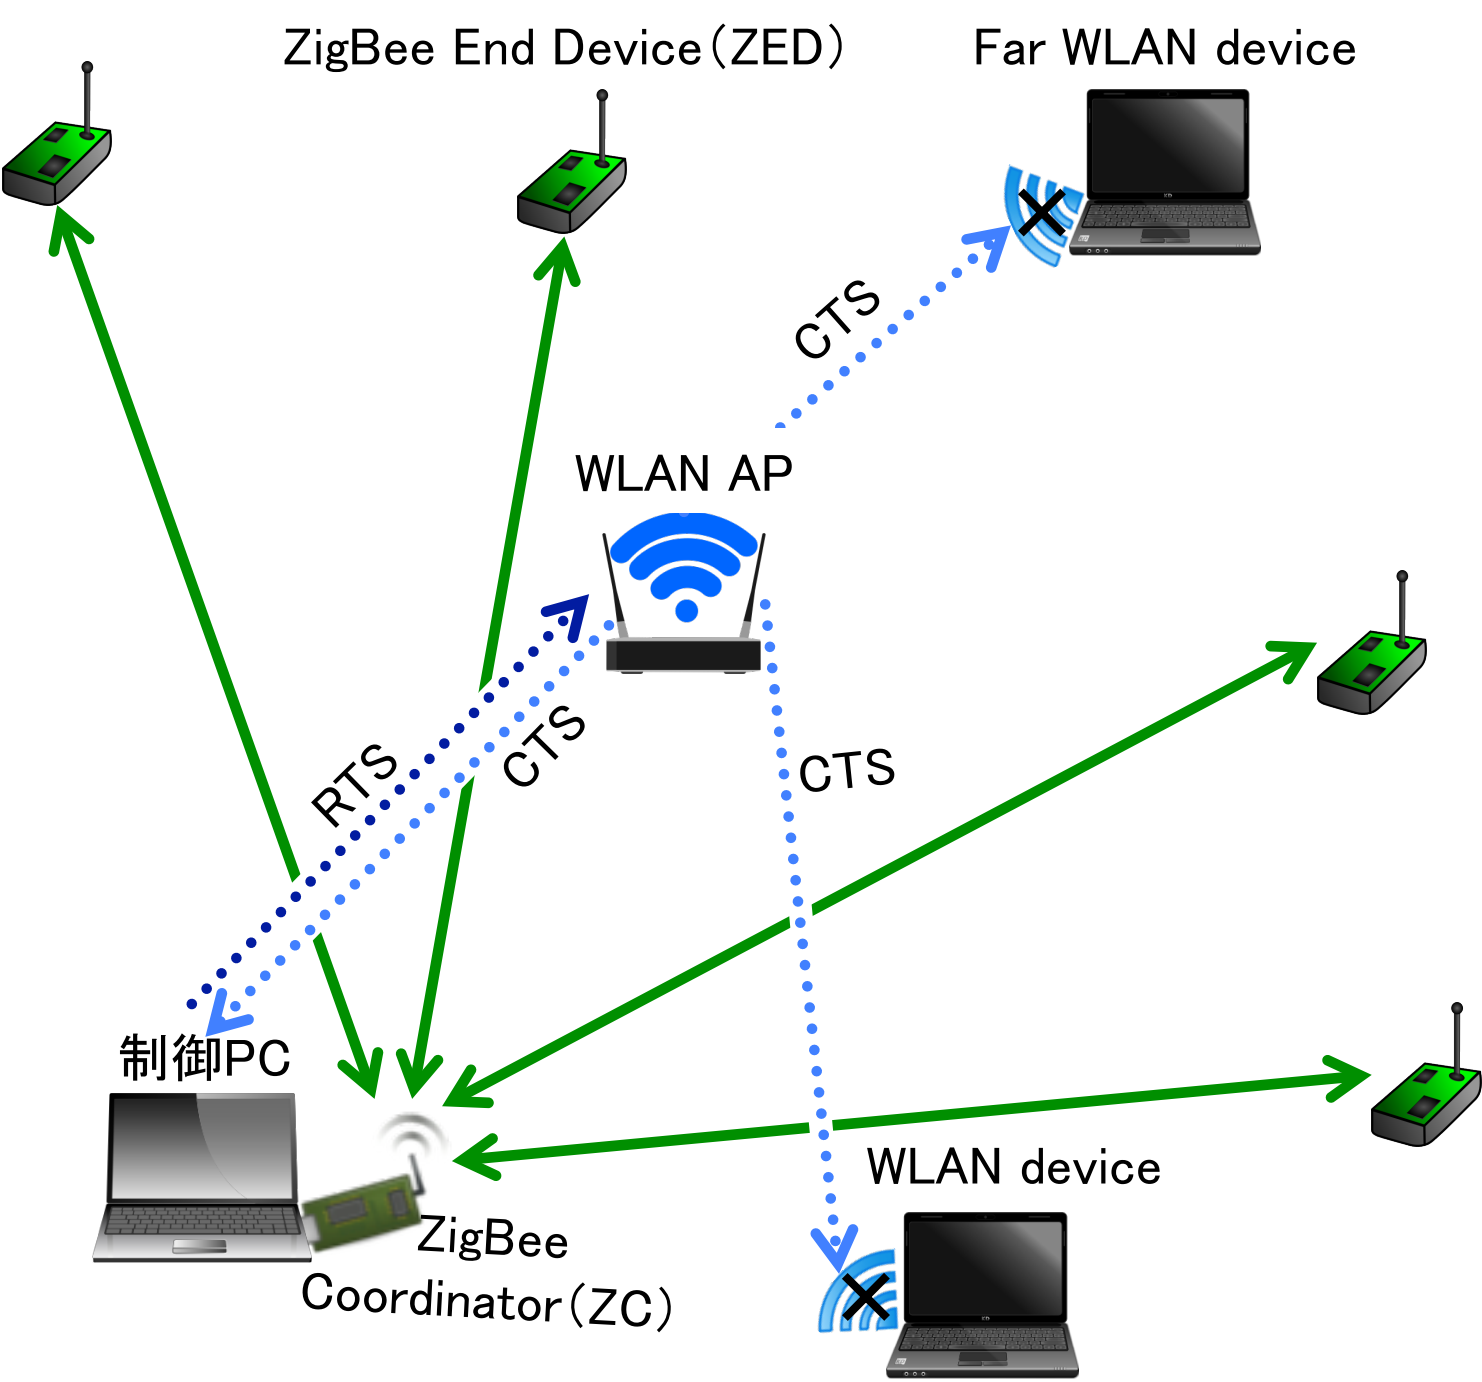 ZigBee End Device（ZED）
Far WLAN device
CTS
WLAN AP
RTS
CTS
CTS
制御PC
WLAN device
ZigBee
Coordinator（ZC）